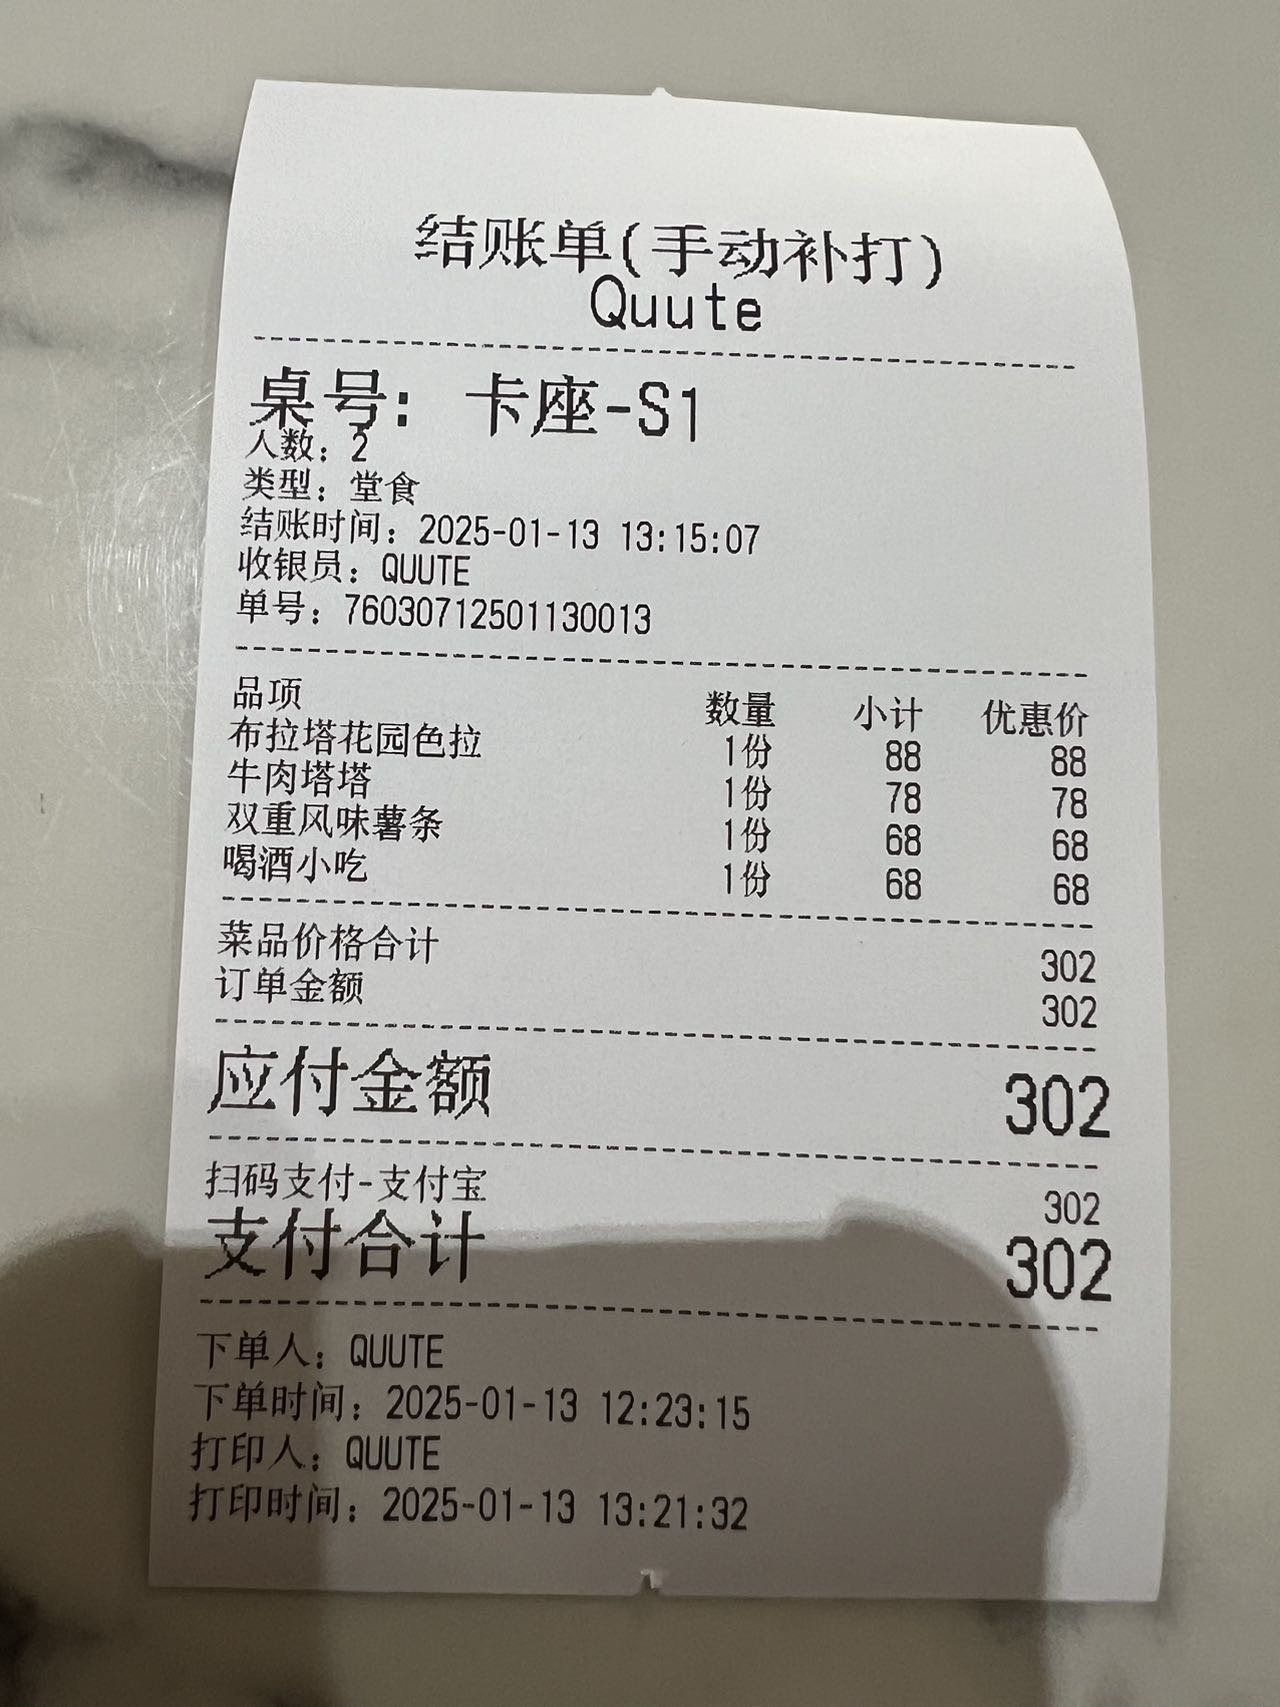 结账单(手动补打)
Quute
桌号: 卡座-S1
人数: 2
类型: 堂食
结账时间: 2025-01-13 13:15:07
收银员: QUUTE
单号: 76030712501130013
品项 数量 小计 优惠价
布拉塔花园色拉 1份 88 88
牛肉塔塔 1份 78 78
双重风味薯条 1份 68 68
喝酒小吃 1份 68 68
菜品价格合计 302
订单金额 302
应付金额 302
扫码支付-支付宝 302
支付合计 302
下单人: QUUTE
下单时间: 2025-01-13 12:23:15
打印人: QUUTE
打印时间: 2025-01-13 13:21:32